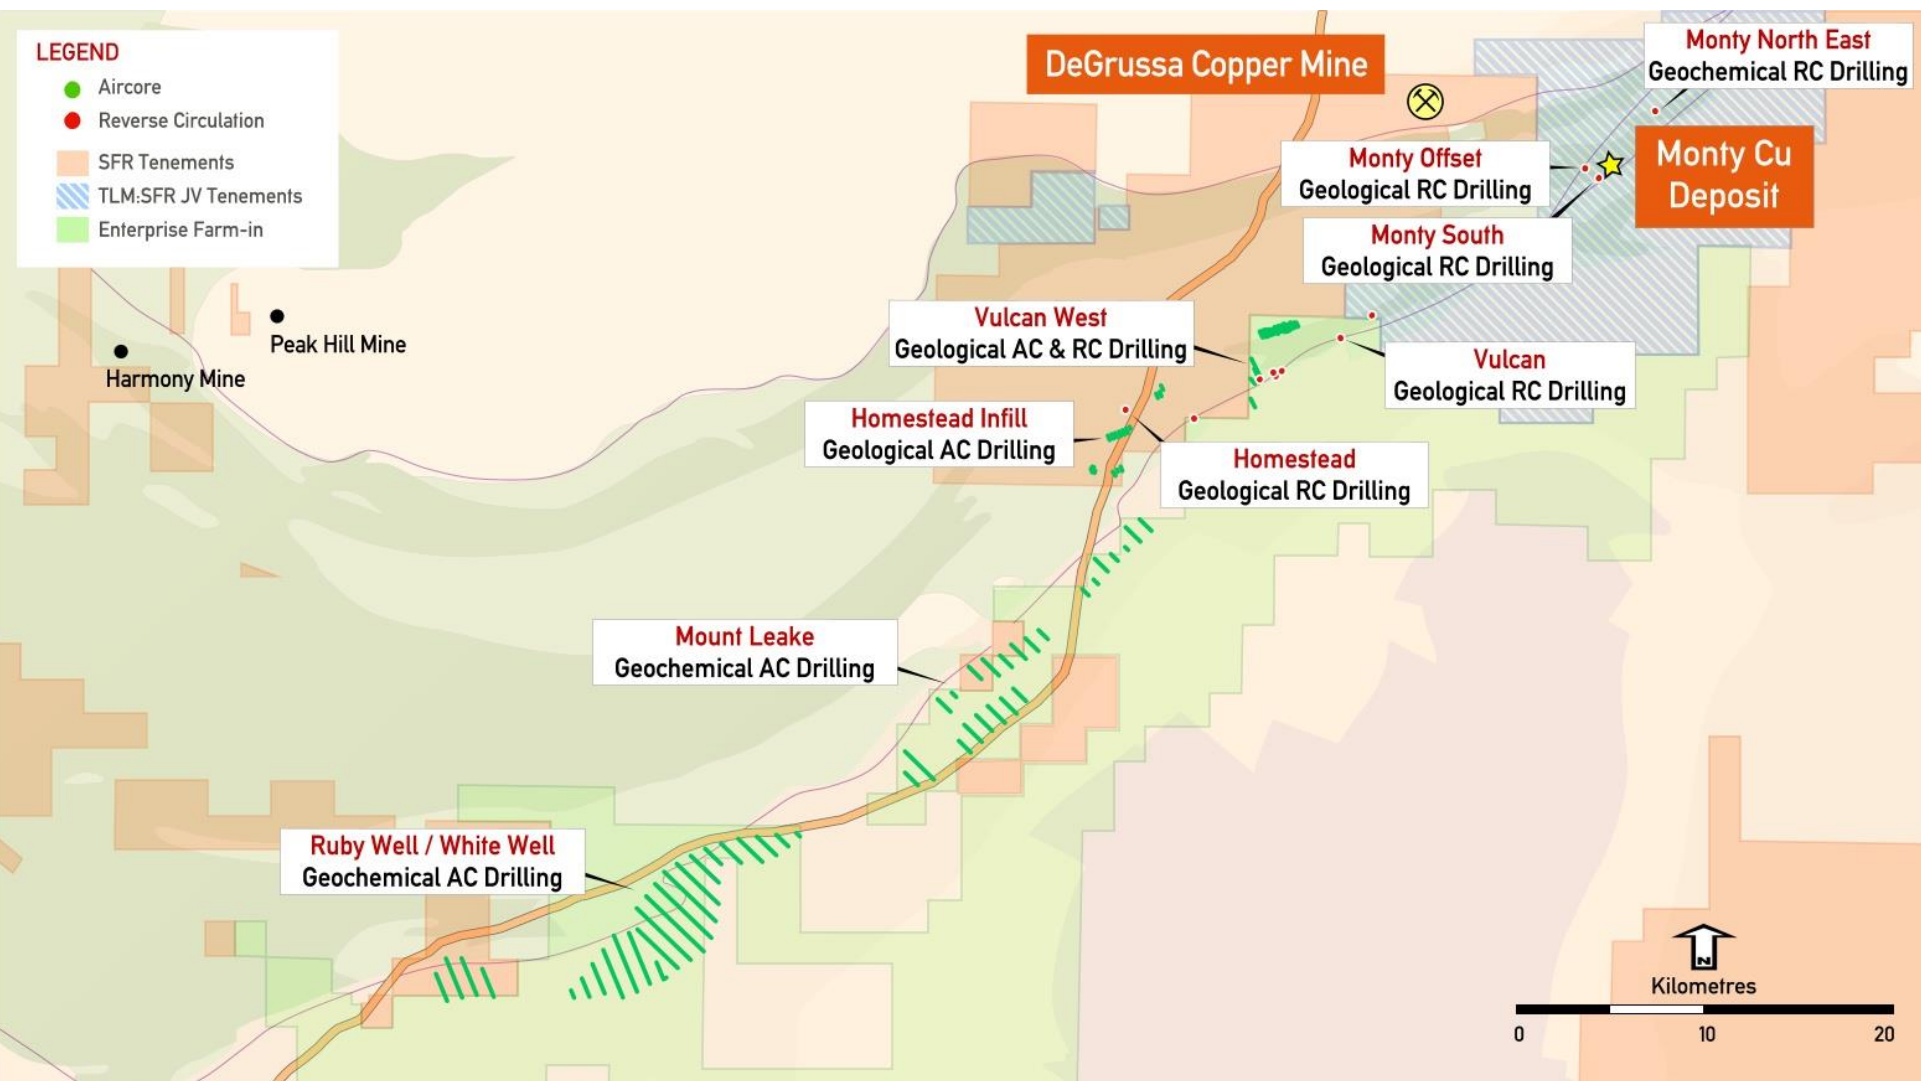 LEGEND
Aircore
Reverse Circulation
SFR Tenements
TLM:SFR JV Tenements
Enterprise Farm-in
DeGrussa Copper Mine
Monty North East
Geochemical RC Drilling
Monty Offset
Geological RC Drilling
Monty Cu
Deposit
Monty South
Geological RC Drilling
Vulcan West
Geological AC & RC Drilling
Peak Hill Mine
Harmony Mine
Vulcan
Geological RC Drilling
Homestead Infill
Geological AC Drilling
Homestead
Geological RC Drilling
Mount Leake
Geochemical AC Drilling
Ruby Well / White Well
Geochemical AC Drilling
N
Kilometres
0 10 20